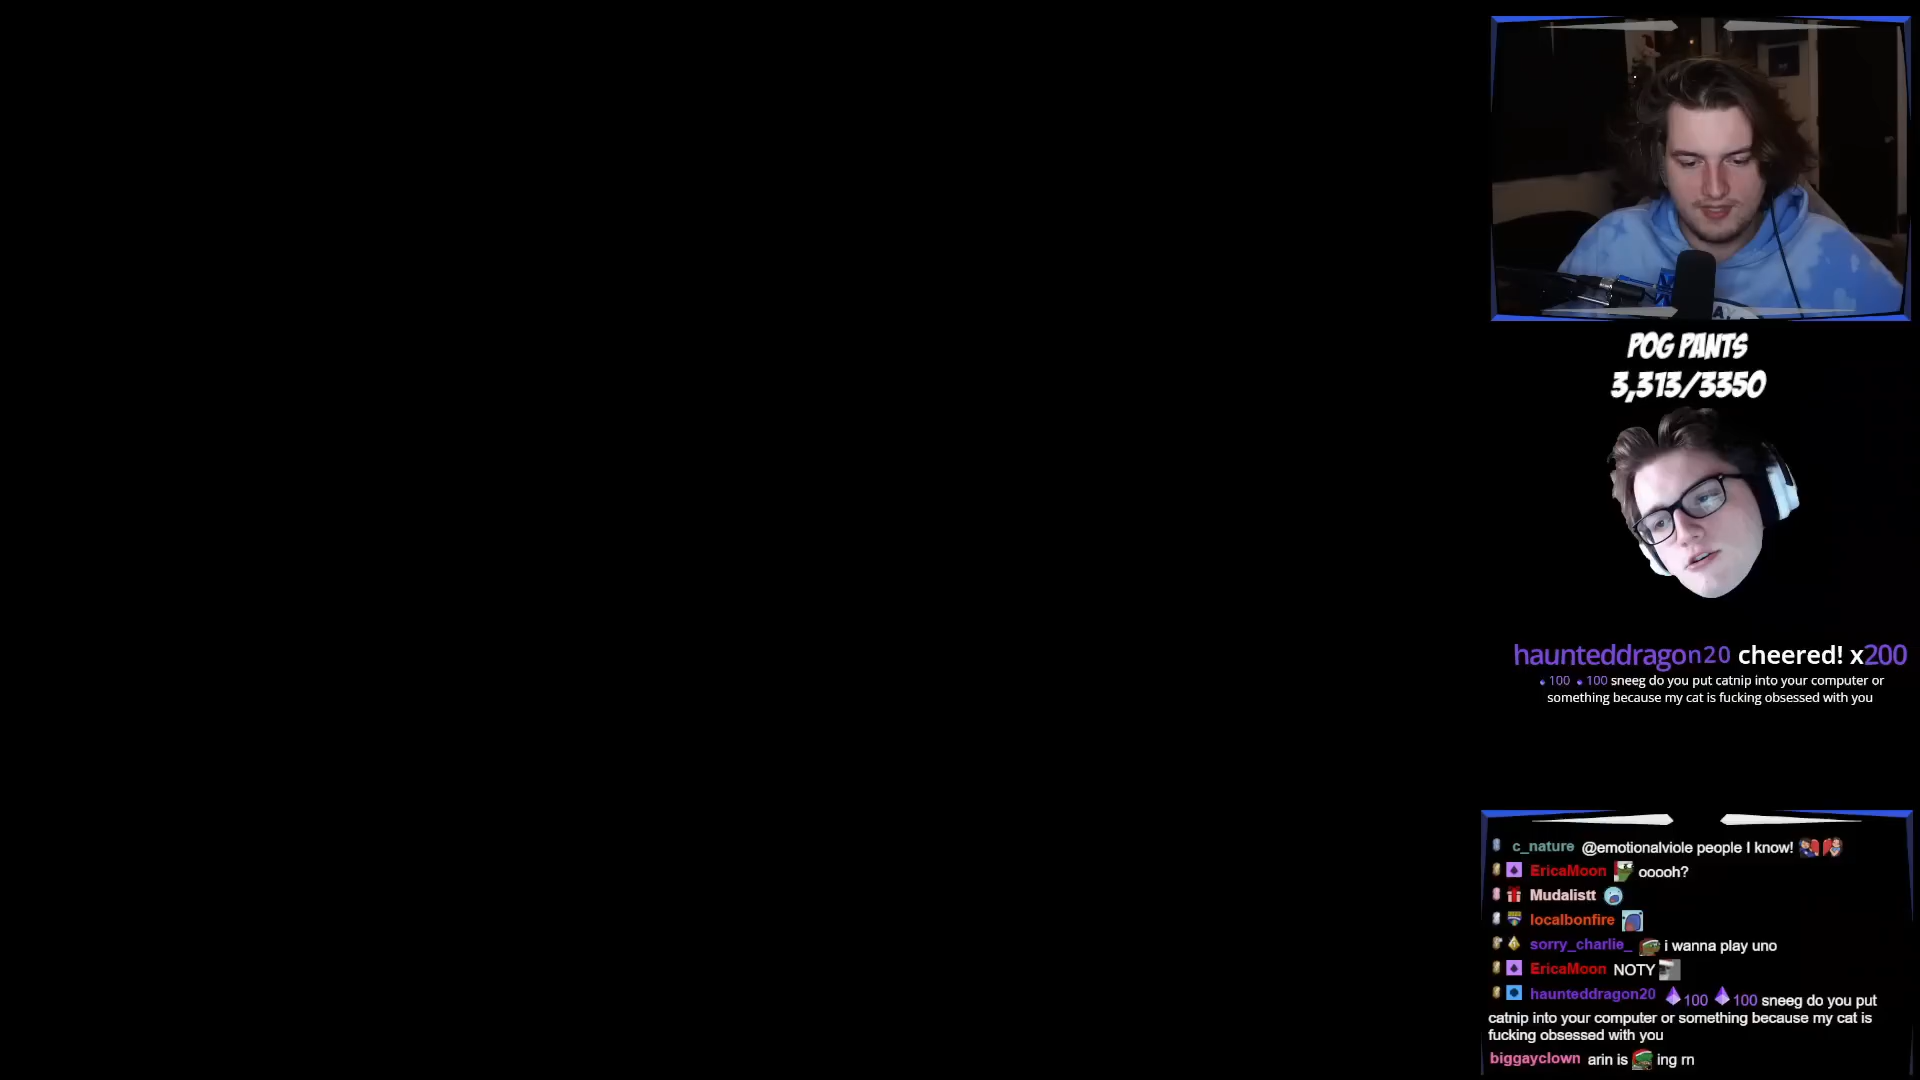 POG PANTS
3,313/3350
haunteddragon20 cheered! x200
100 100 sneeg do you put catnip into your computer or
something because my cat is fucking obsessed with you
c_nature @emotionalviole people I know!
EricaMoon ooooh?
Mudalistt
localbonfire
sorry_charlie_ i wanna play uno
EricaMoon NOTY
haunteddragon20 100 100 sneeg do you put
catnip into your computer or something because my cat is
fucking obsessed with you
biggayclown arin is ing rn